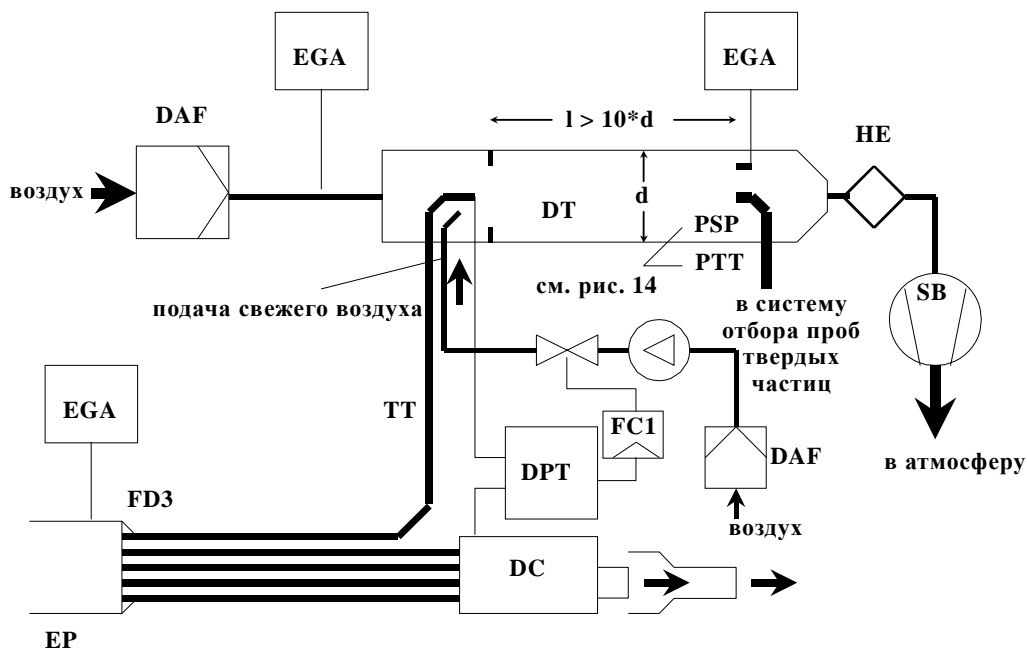 EGA
EGA
DAF
l > 10*d
HE
воздух
d
DT
PSP
PTT
см. рис. 14
подача свежего воздуха
в систему
отбора проб
твердых
частиц
SB
EGA
TT
FC1
DAF
в атмосферу
DPT
FD3
воздух
DC
EP